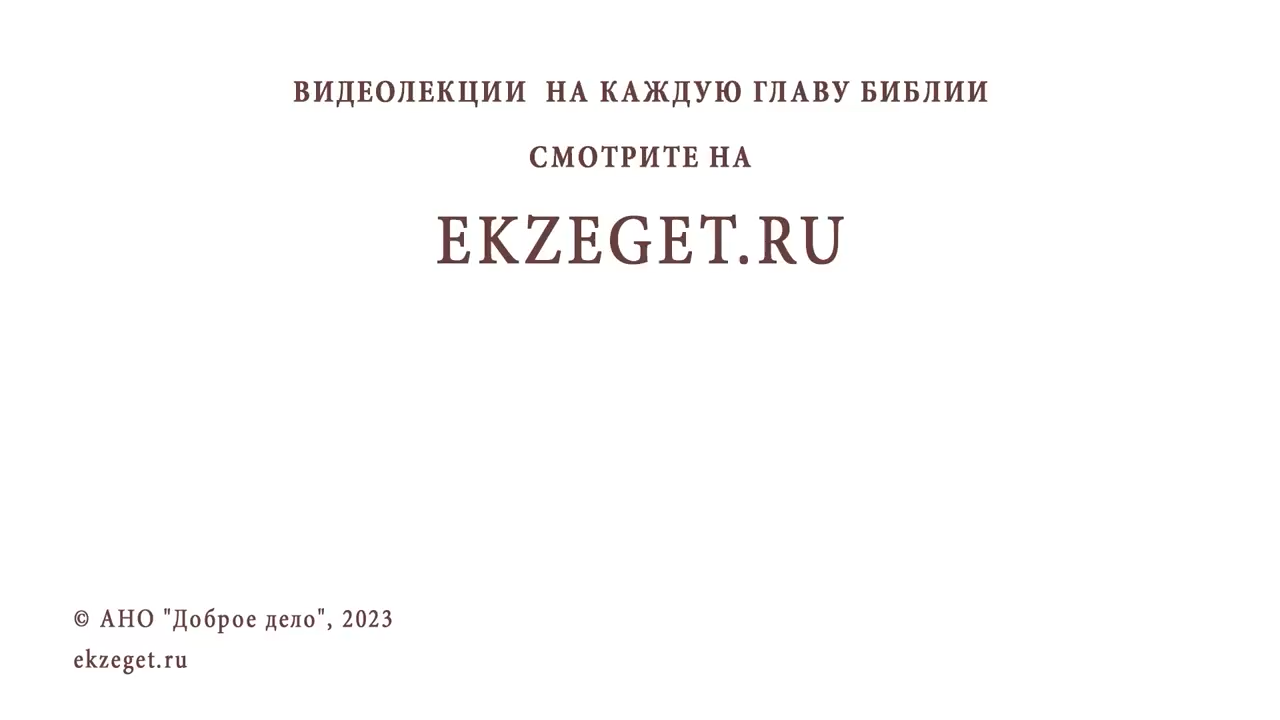 ВИДЕОЛЕКЦИИ НА КАЖДУЮ ГЛАВУ БИБЛИИ
СМОТРИТЕ НА
EKZEGET.RU
© АНО "Доброе дело", 2023
ekzeget.ru